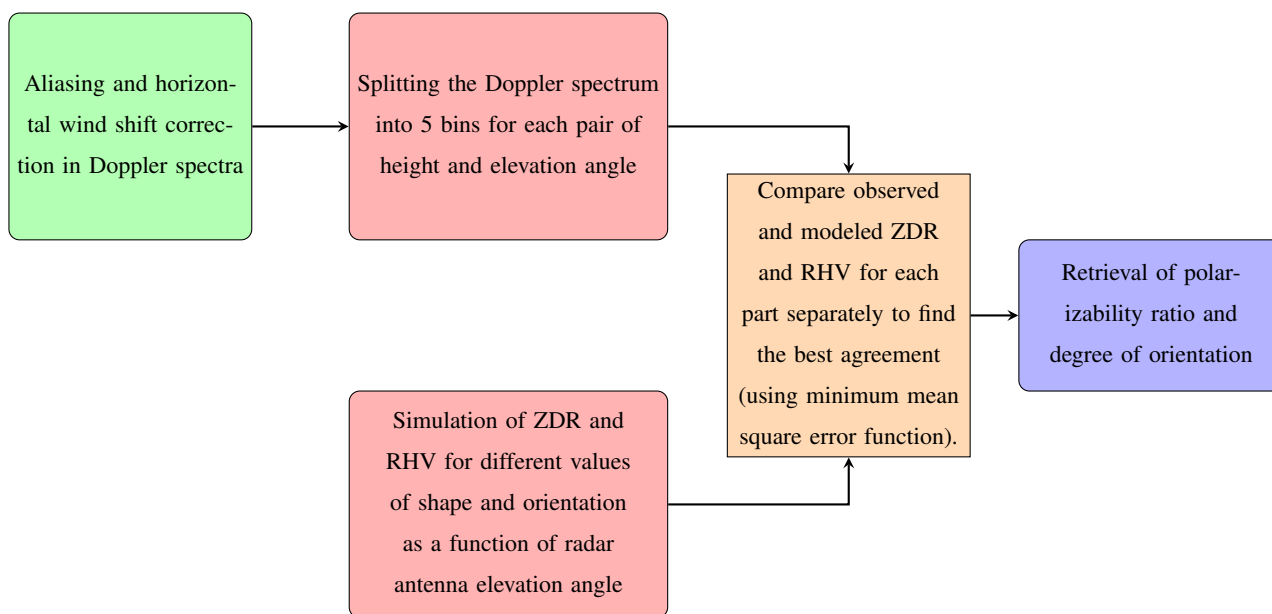 Aliasing and horizon-
tal wind shift correc-
tion in Doppler spectra
Splitting the Doppler spectrum
into 5 bins for each pair of
height and elevation angle
Compare observed
and modeled ZDR
and RHV for each
part separately to find
the best agreement
(using minimum mean
square error function).
Retrieval of polar-
izability ratio and
degree of orientation
Simulation of ZDR and
RHV for different values
of shape and orientation
as a function of radar
antenna elevation angle